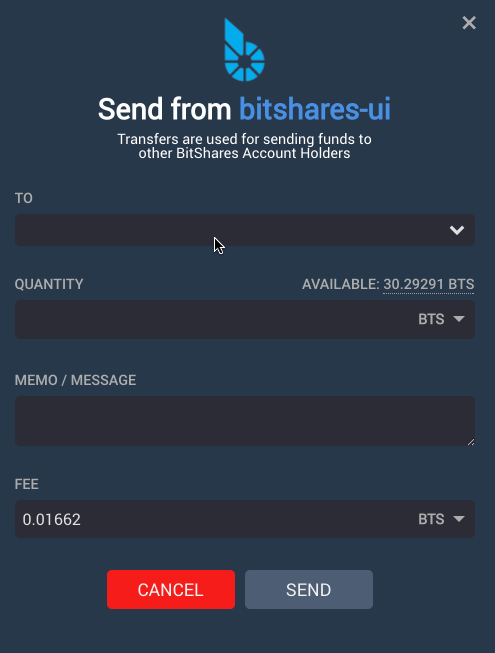 Send from bitshares-ui
Transfers are used for sending funds to
other BitShares Account Holders
TO
QUANTITY AVAILABLE: 30.29291 BTS
BTS
MEMO / MESSAGE
FEE
0.01662 BTS
CANCEL SEND